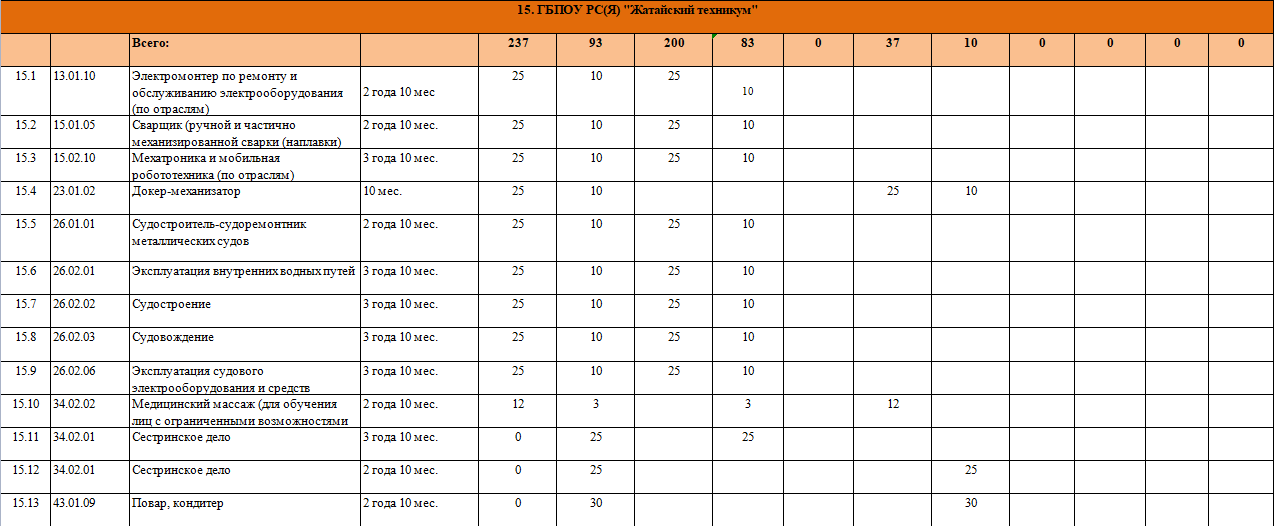 15. ГБПОУ РС(Я) "Жатайский техникум"
Всего: 237 93 200 83 0 37 10 0 0 0 0
15.1 13.01.10 Электромонтер по ремонту и обслуживанию электрооборудования (по отраслям) 2 года 10 мес 25 10 25 10
15.2 15.01.05 Сварщик (ручной и частично механизированной сварки (наплавки) 2 года 10 мес. 25 10 25 10
15.3 15.02.10 Мехатроника и мобильная робототехника (по отраслям) 3 года 10 мес. 25 10 25 10
15.4 23.01.02 Докер-механизатор 10 мес. 25 10 25 10
15.5 26.01.01 Судостроитель-судоремонтник металлических судов 2 года 10 мес. 25 10 25 10
15.6 26.02.01 Эксплуатация внутренних водных путей 3 года 10 мес. 25 10 25 10
15.7 26.02.02 Судостроение 3 года 10 мес. 25 10 25 10
15.8 26.02.03 Судовождение 3 года 10 мес. 25 10 25 10
15.9 26.02.06 Эксплуатация судового электрооборудования и средств 3 года 10 мес. 25 10 25 10
15.10 34.02.02 Медицинский массаж (для обучения лиц с ограниченными возможностями 2 года 10 мес. 12 3 3 12
15.11 34.02.01 Сестринское дело 3 года 10 мес. 0 25 25
15.12 34.02.01 Сестринское дело 2 года 10 мес. 0 25 25
15.13 43.01.09 Повар, кондитер 2 года 10 мес. 0 30 30